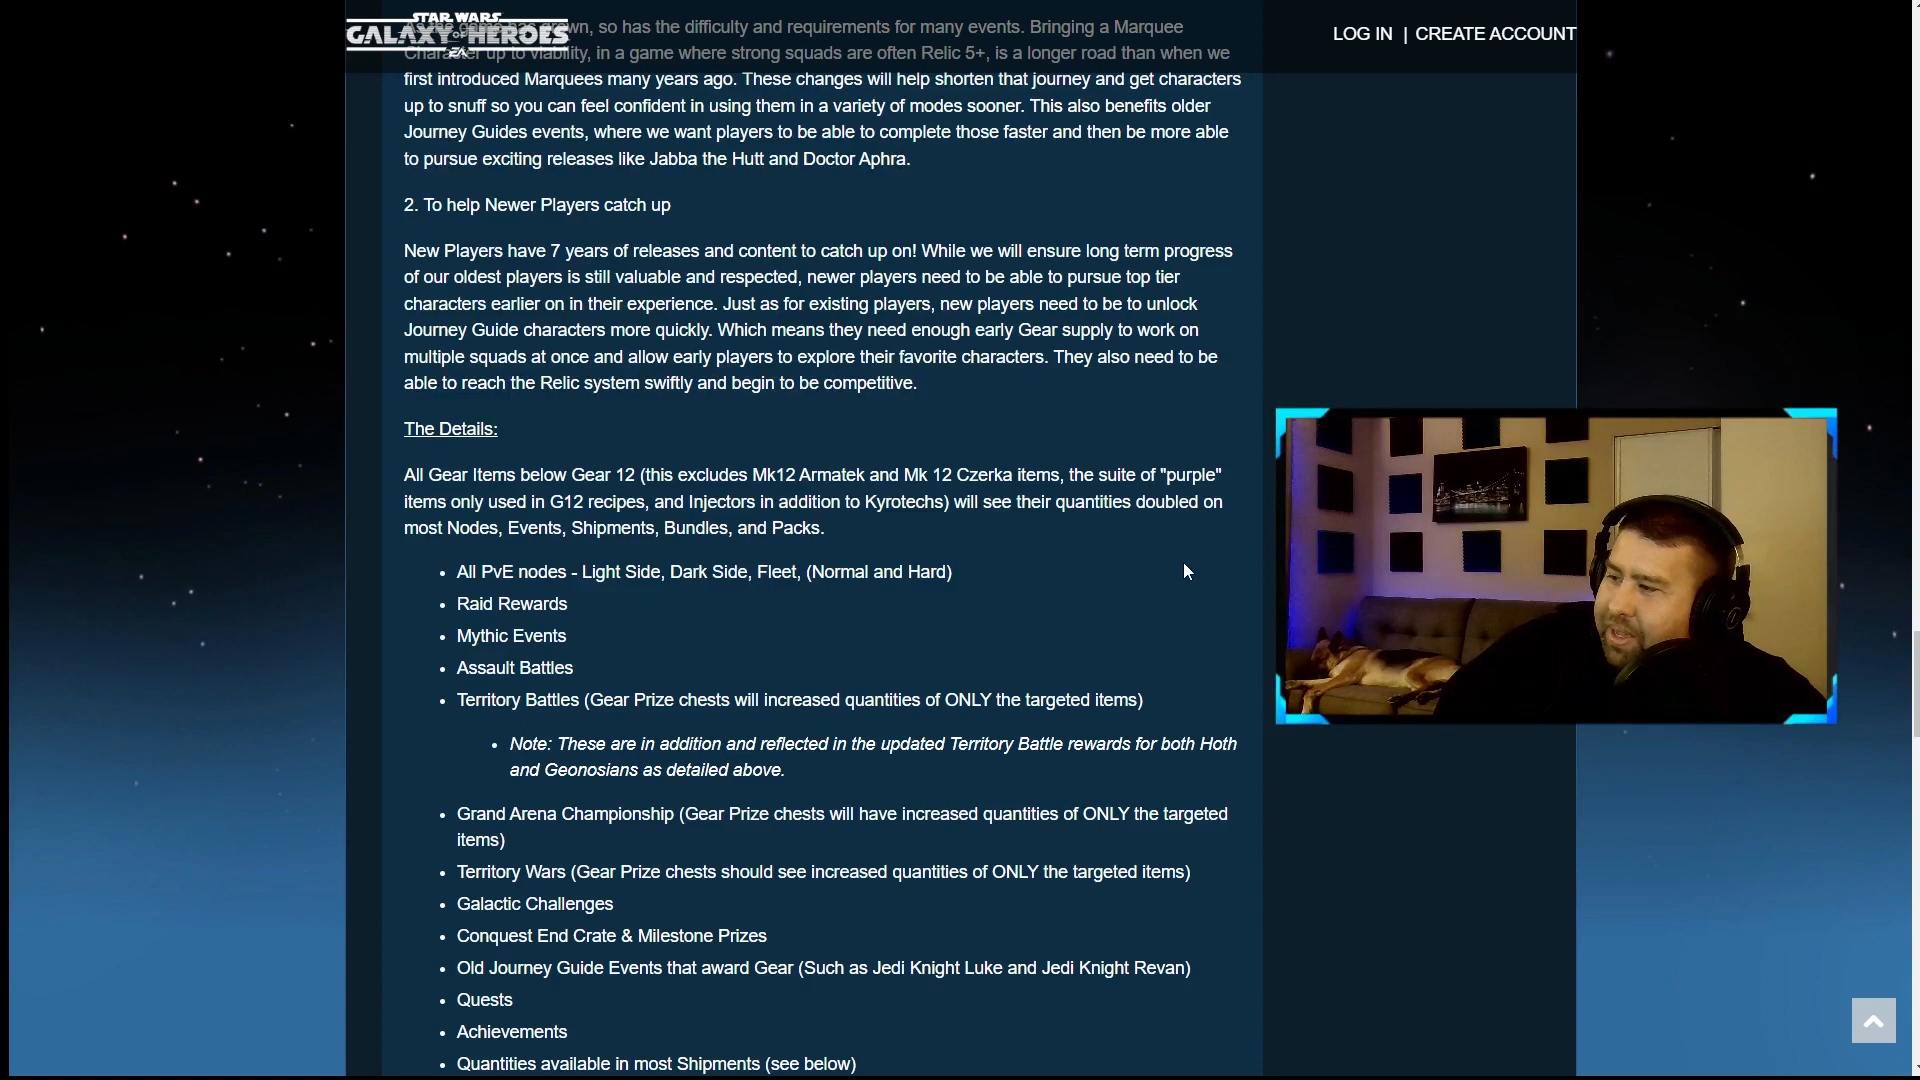 STAR WARS
GALAXY OF HEROES
EA
LOG IN | CREATE ACCOUNT
As the game has grown, so has the difficulty and requirements for many events. Bringing a Marquee
Character up to viability, in a game where strong squads are often Relic 5+, is a longer road than when we
first introduced Marquees many years ago. These changes will help shorten that journey and get characters
up to snuff so you can feel confident in using them in a variety of modes sooner. This also benefits older
Journey Guides events, where we want players to be able to complete those faster and then be more able
to pursue exciting releases like Jabba the Hutt and Doctor Aphra.
2. To help Newer Players catch up
New Players have 7 years of releases and content to catch up on! While we will ensure long term progress
of our oldest players is still valuable and respected, newer players need to be able to pursue top tier
characters earlier on in their experience. Just as for existing players, new players need to be to unlock
Journey Guide characters more quickly. Which means they need enough early Gear supply to work on
multiple squads at once and allow early players to explore their favorite characters. They also need to be
able to reach the Relic system swiftly and begin to be competitive.
The Details:
All Gear Items below Gear 12 (this excludes Mk12 Armatek and Mk 12 Czerka items, the suite of "purple"
items only used in G12 recipes, and Injectors in addition to Kyrotechs) will see their quantities doubled on
most Nodes, Events, Shipments, Bundles, and Packs.
• All PvE nodes - Light Side, Dark Side, Fleet, (Normal and Hard)
• Raid Rewards
• Mythic Events
• Assault Battles
• Territory Battles (Gear Prize chests will increased quantities of ONLY the targeted items)
• Note: These are in addition and reflected in the updated Territory Battle rewards for both Hoth
and Geonosians as detailed above.
• Grand Arena Championship (Gear Prize chests will have increased quantities of ONLY the targeted
items)
• Territory Wars (Gear Prize chests should see increased quantities of ONLY the targeted items)
• Galactic Challenges
• Conquest End Crate & Milestone Prizes
• Old Journey Guide Events that award Gear (Such as Jedi Knight Luke and Jedi Knight Revan)
• Quests
• Achievements
• Quantities available in most Shipments (see below)